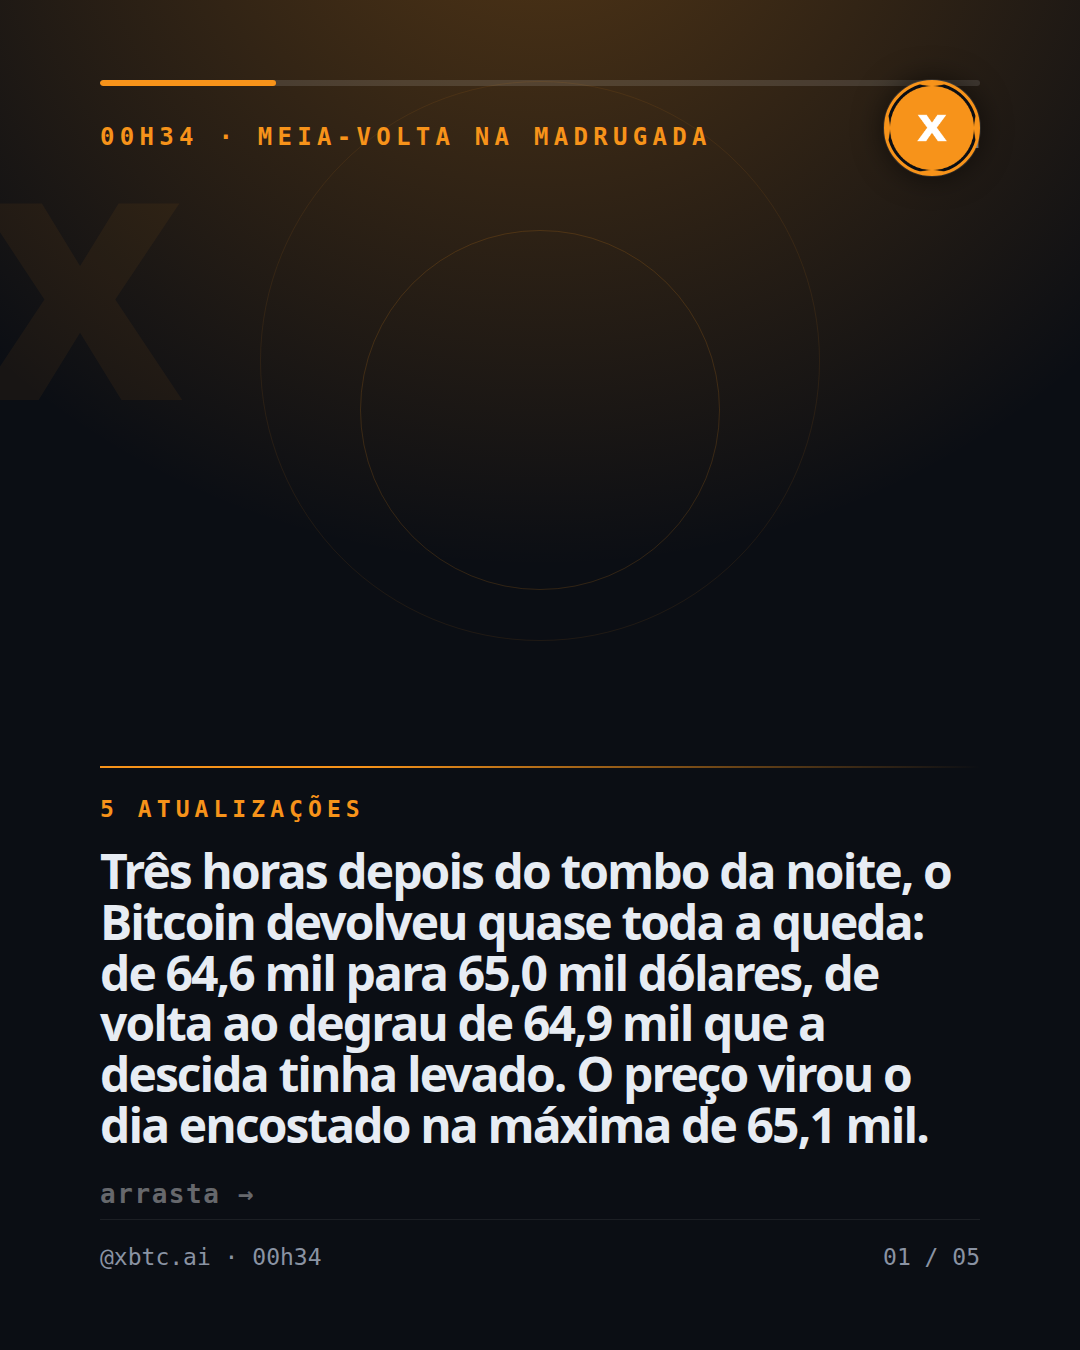 00H34 · MEIA-VOLTA NA MADRUGADA
X
X
5 ATUALIZAÇÕES
Três horas depois do tombo da noite, o
Bitcoin devolveu quase toda a queda:
de 64,6 mil para 65,0 mil dólares, de
volta ao degrau de 64,9 mil que a
descida tinha levado. O preço virou o
dia encostado na máxima de 65,1 mil.
arrasta →
@xbtc.ai · 00h34
01 / 05